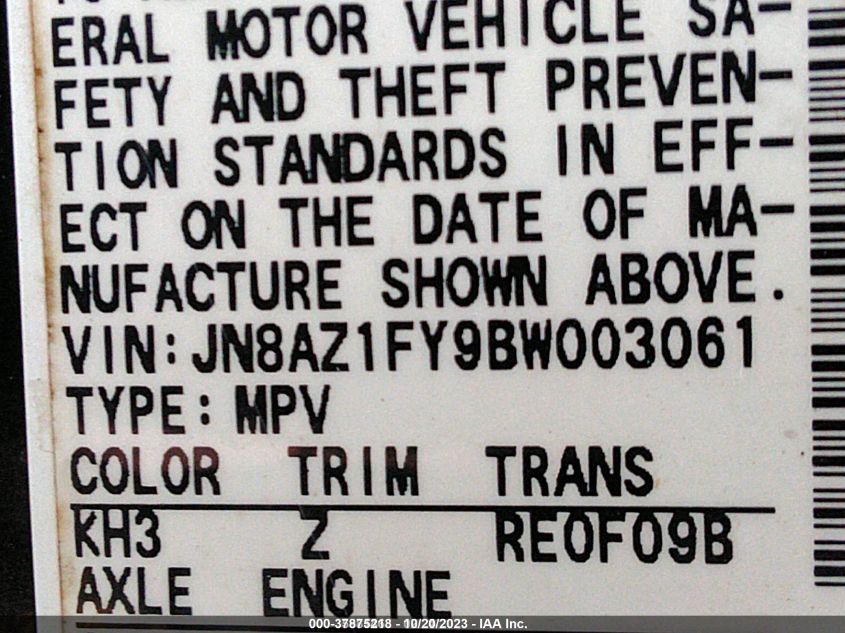 ERAL MOTOR VEHICLE SA-
FETY AND THEFT PREVEN-
TION STANDARDS IN EFF-
ECT ON THE DATE OF MA-
NUFACTURE SHOWN ABOVE.
VIN:JN8AZ1FY9BW003061
TYPE:MPV
COLOR TRIM TRANS
KH3 Z RE0F09B
AXLE ENGINE
000-37875218 - 10/20/2023 - IAA Inc.